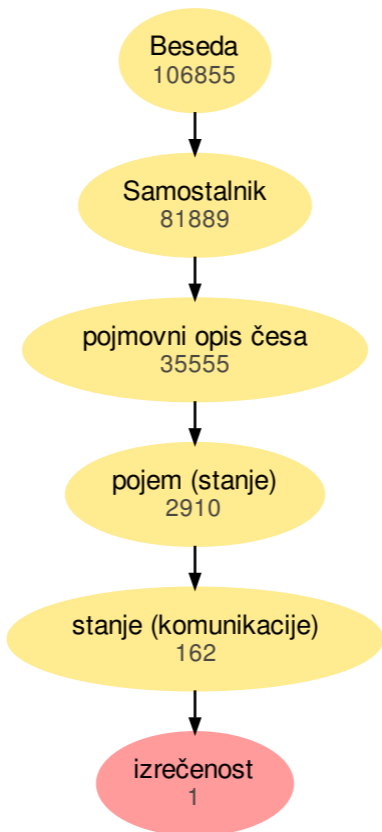 Beseda
106855
Samostalnik
81889
pojmovni opis česa
35555
pojem (stanje)
2910
stanje (komunikacije)
162
izrečenost
1